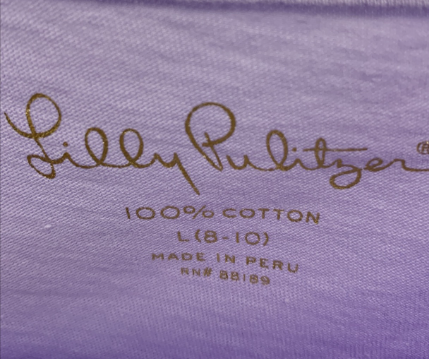 Lilly Pulitzer®
100% COTTON
L (8-10)
MADE IN PERU
RN# 88189